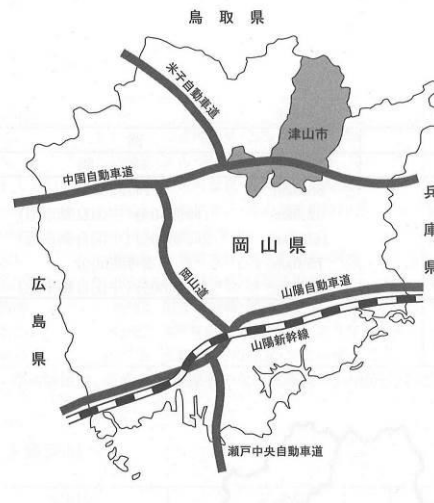 鳥取県
米子自動車道
津山市
中国自動車道
兵庫県
岡山県
岡山道
広島県
山陽自動車道
山陽新幹線
瀬戸中央自動車道